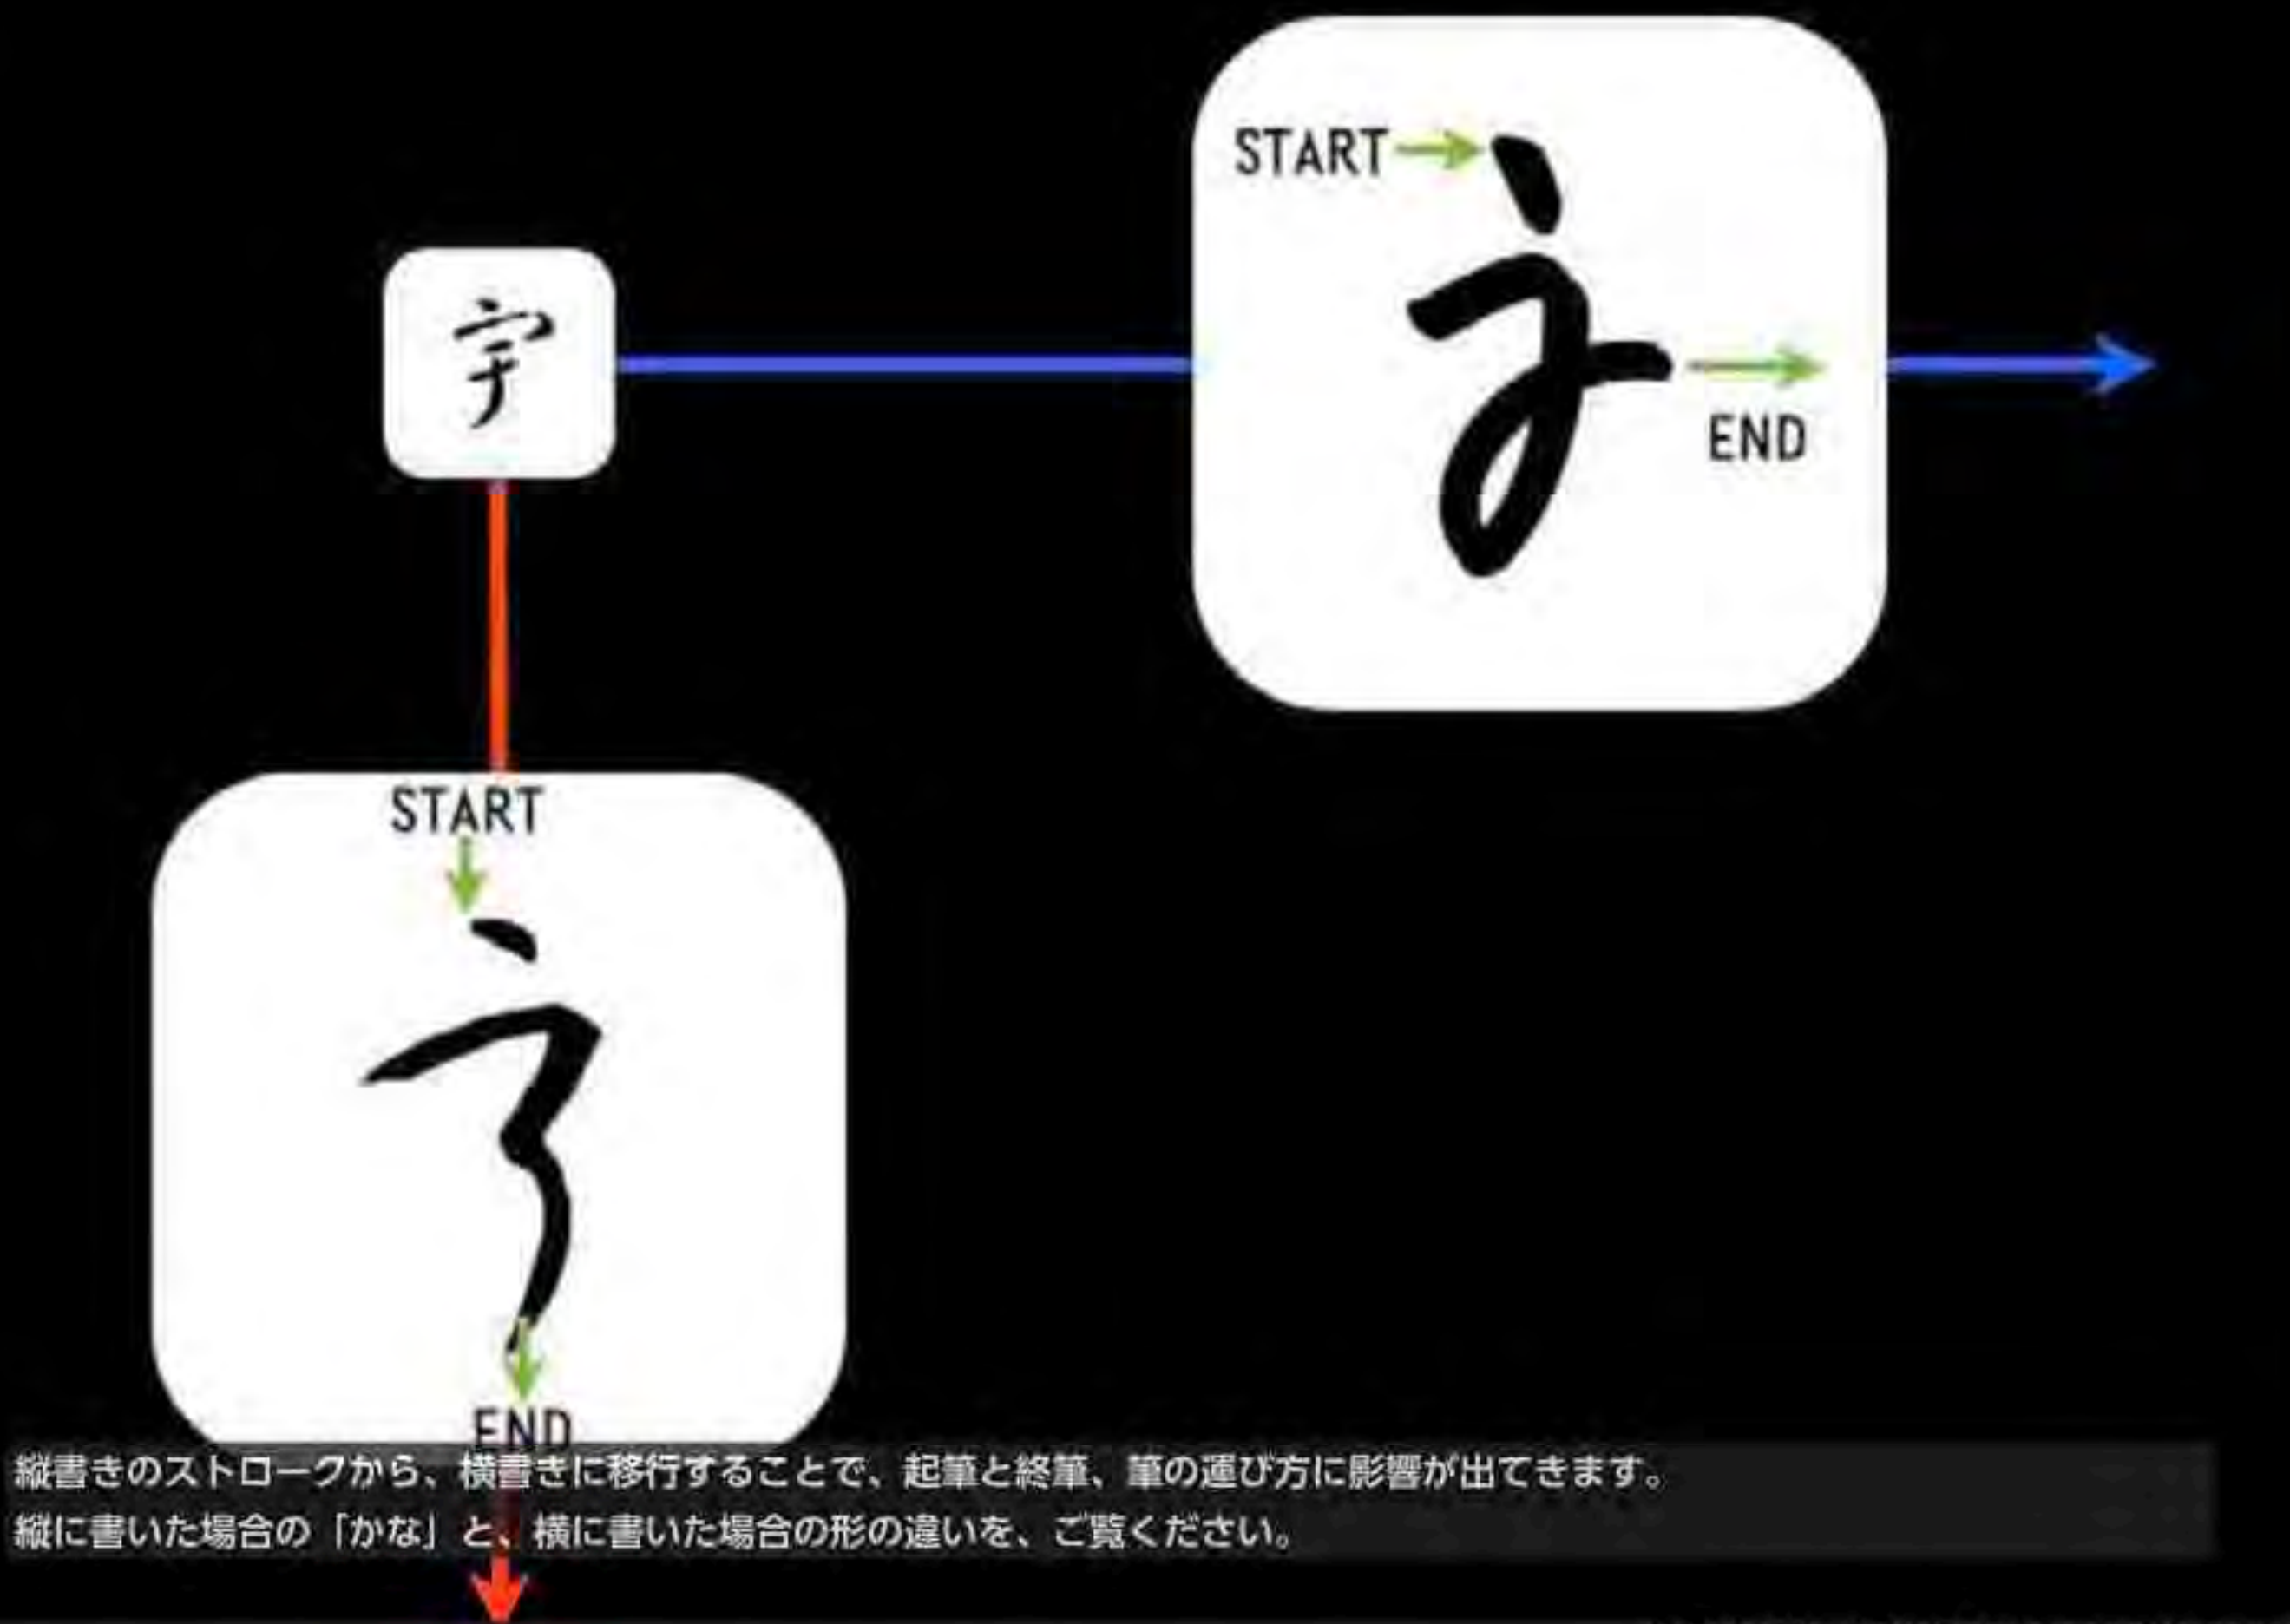 START
宇
END
START
END
縦書きのストロークから、横書きに移行することで、起筆と終筆、筆の運び方に影響が出てきます。
縦に書いた場合の「かな」と、横に書いた場合の形の違いを、ご覧ください。